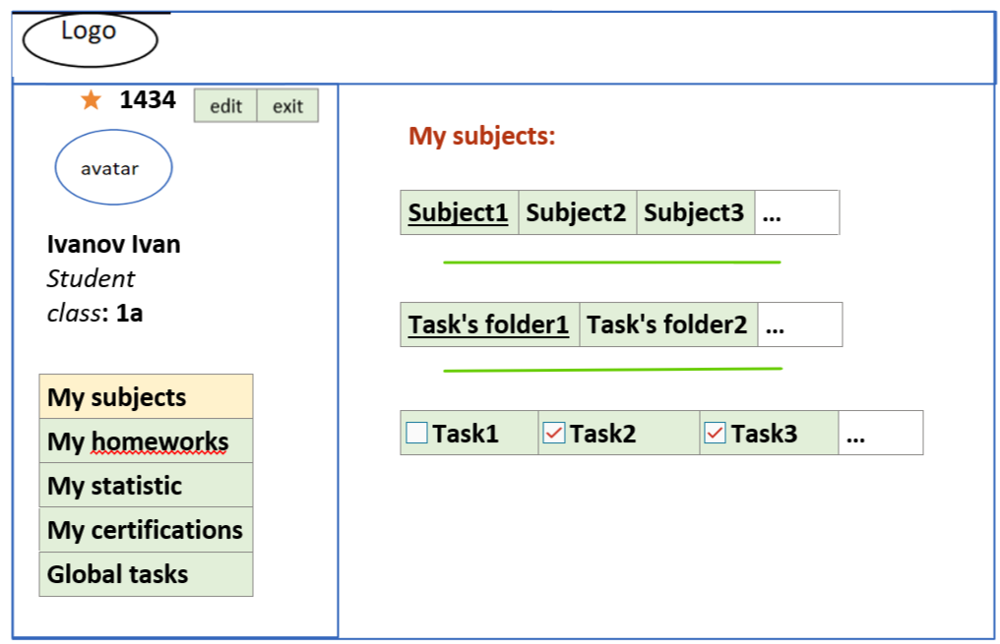 Logo
1434 edit exit
avatar
Ivanov Ivan
Student
class: 1a
My subjects
My homeworks
My statistic
My certifications
Global tasks
My subjects:
Subject1 Subject2 Subject3 ...
Task's folder1 Task's folder2 ...
Task1 Task2 Task3 ...